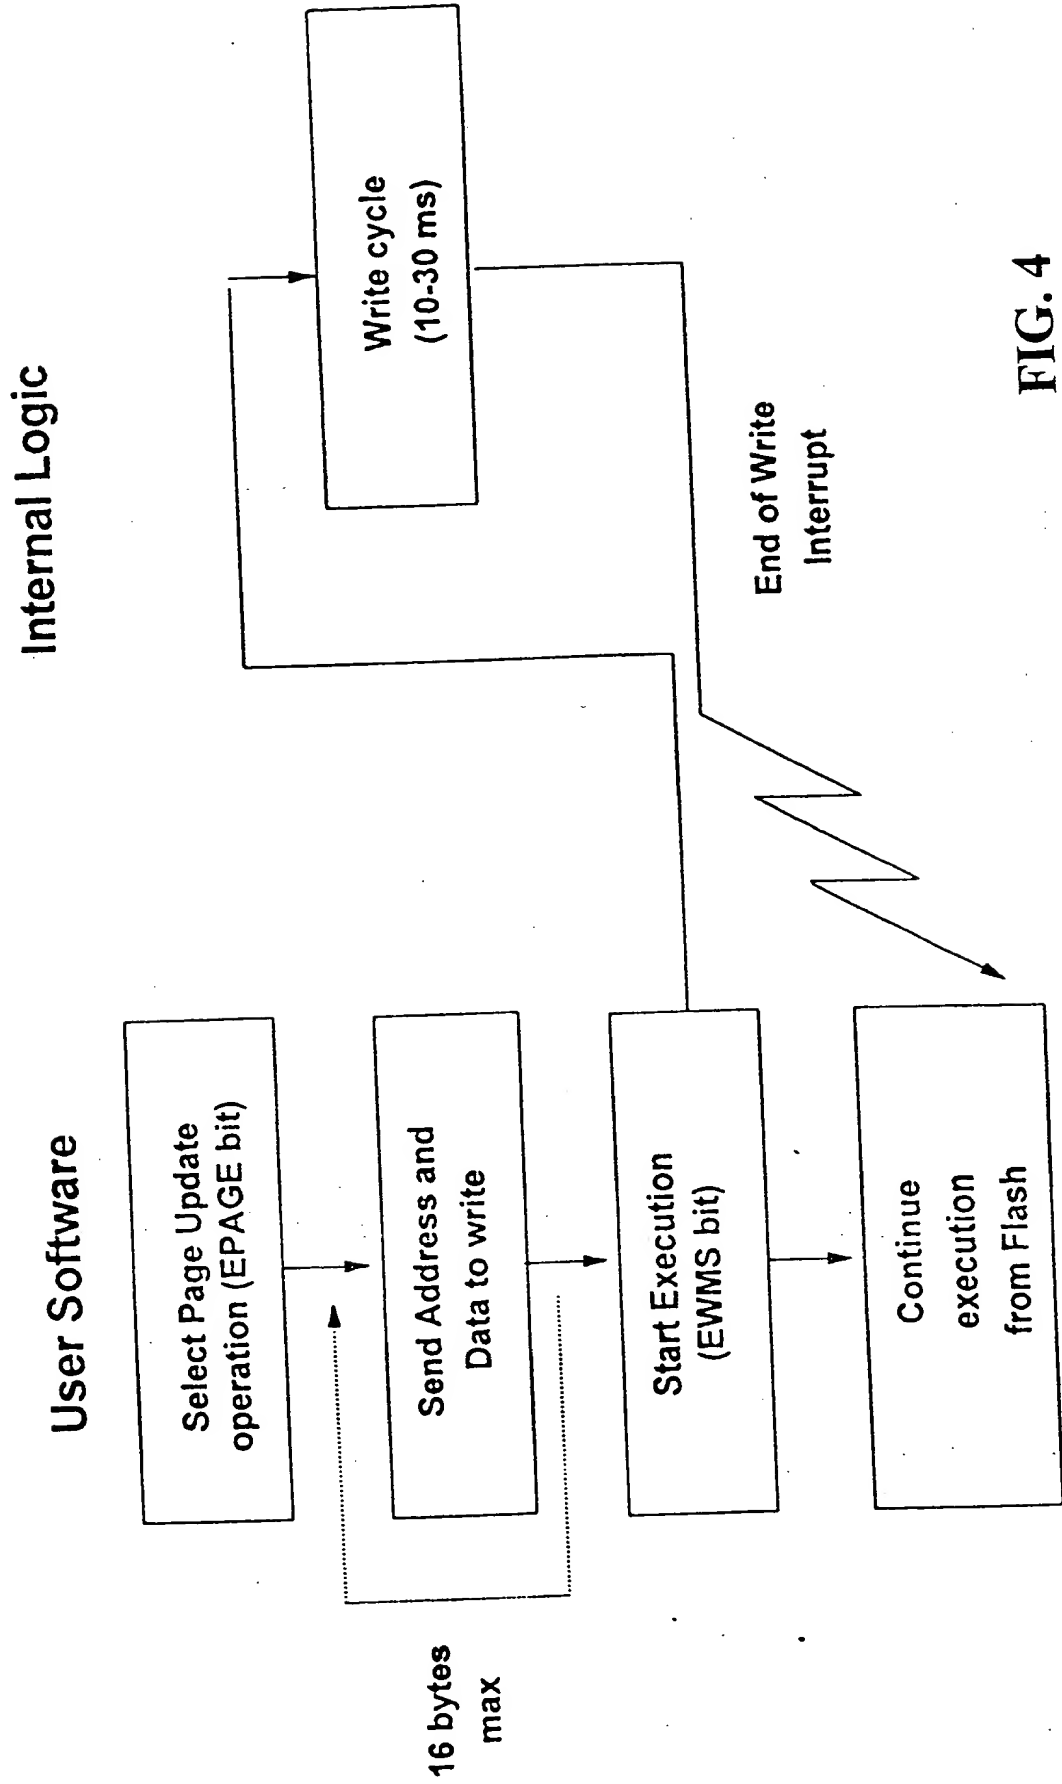 User Software
Internal Logic
Select Page Update
operation (EPAGE bit)
16 bytes
max
Send Address and
Data to write
Start Execution
(EWMS bit)
Continue
execution
from Flash
Write cycle
(10-30 ms)
End of Write
Interrupt
FIG. 4